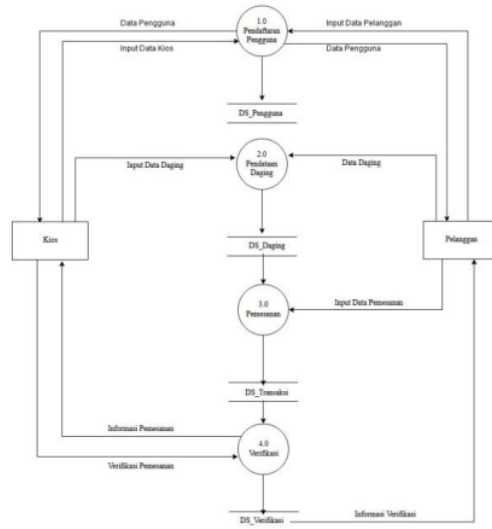 Data Pengguna
Input Data Pelanggan
1.0
Pendaftaran
Pengguna
Input Data Kios
Data Pengguna
DS_Pengguna
2.0
Pendataan
Daging
Input Data Daging
Data Daging
Kios
DS_Daging
Pelanggan
3.0
Pemesanan
Input Data Pemesanan
DS_Transaksi
Informasi Pemesanan
4.0
Verifikasi
Verifikasi Pemesanan
DS_Verifikasi
Informasi Verifikasi